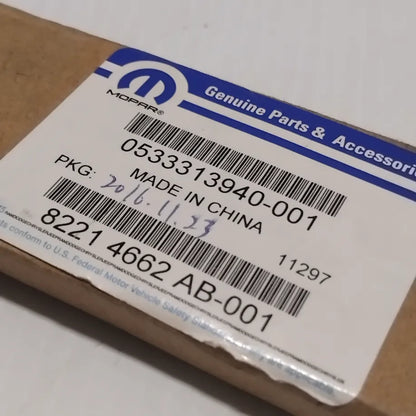 MOPAR®
Genuine Parts & Accessories
0533313940-001
MADE IN CHINA
PKG: 2016.11.23
11297
8221 4662 AB-001
conform to U.S. Federal Motor Vehicle Safety